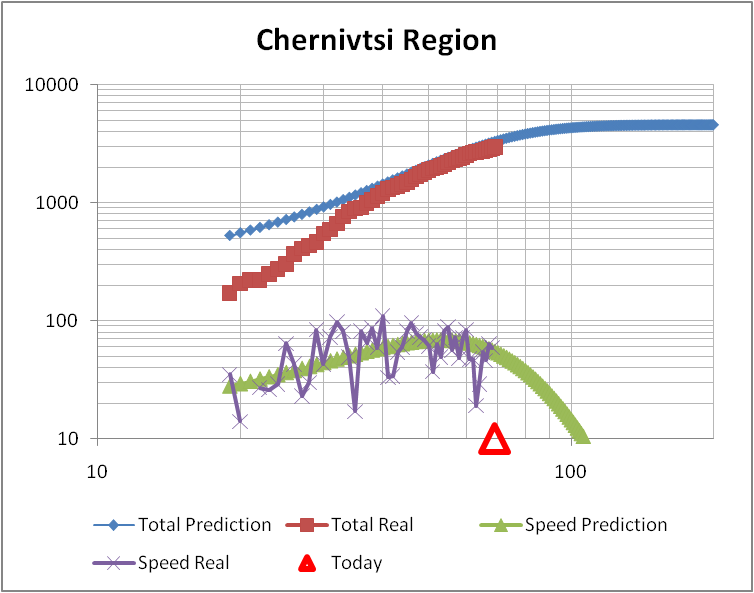 Chernivtsi Region
10000
1000
100
10
10 100
Total Prediction Total Real Speed Prediction
Speed Real Today